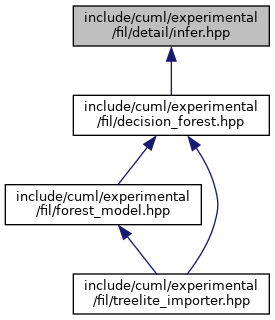 include/cuml/experimental
/fil/detail/infer.hpp
include/cuml/experimental
/fil/decision_forest.hpp
include/cuml/experimental
/fil/forest_model.hpp
include/cuml/experimental
/fil/treelite_importer.hpp